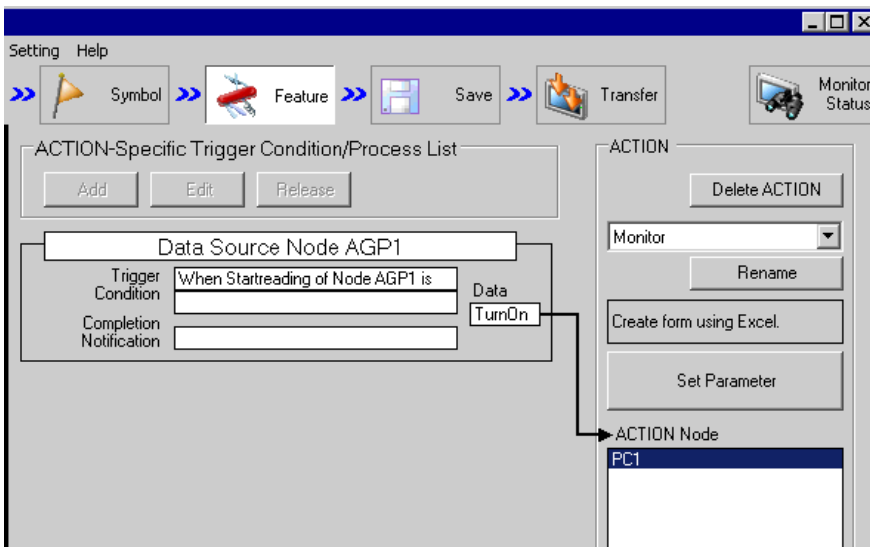 Setting Help
Symbol
Feature
Save
Transfer
Monitor
Status
ACTION-Specific Trigger Condition/Process List
Add
Edit
Release
Data Source Node AGP1
Trigger
Condition
When Startreading of Node AGP1 is
Data
TurnOn
Completion
Notification
ACTION
Delete ACTION
Monitor
Rename
Create form using Excel.
Set Parameter
ACTION Node
PC1